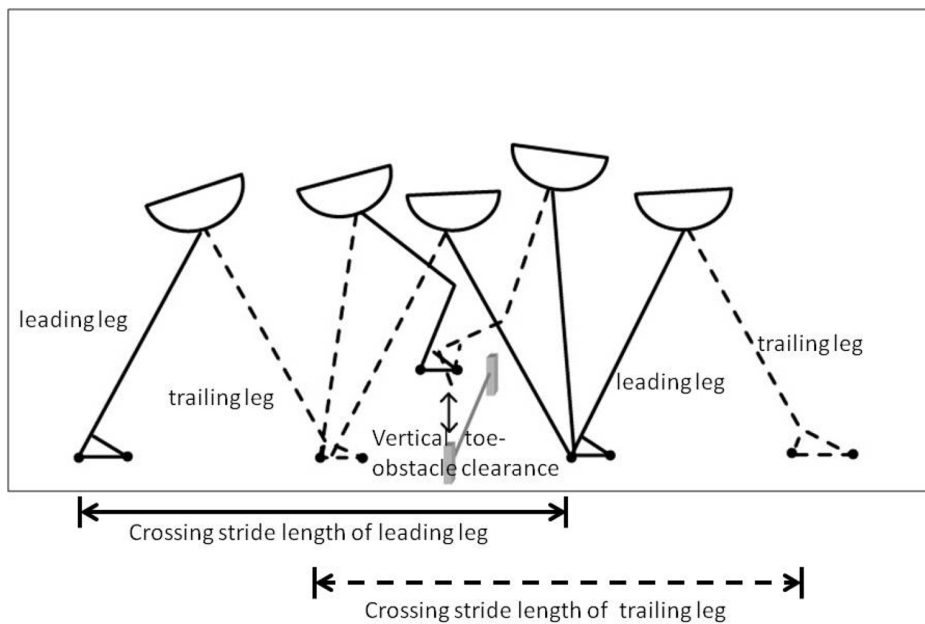 leading leg
trailing leg
trailing leg
leading leg
Vertical toe-
obstacle clearance
Crossing stride length of leading leg
Crossing stride length of trailing leg